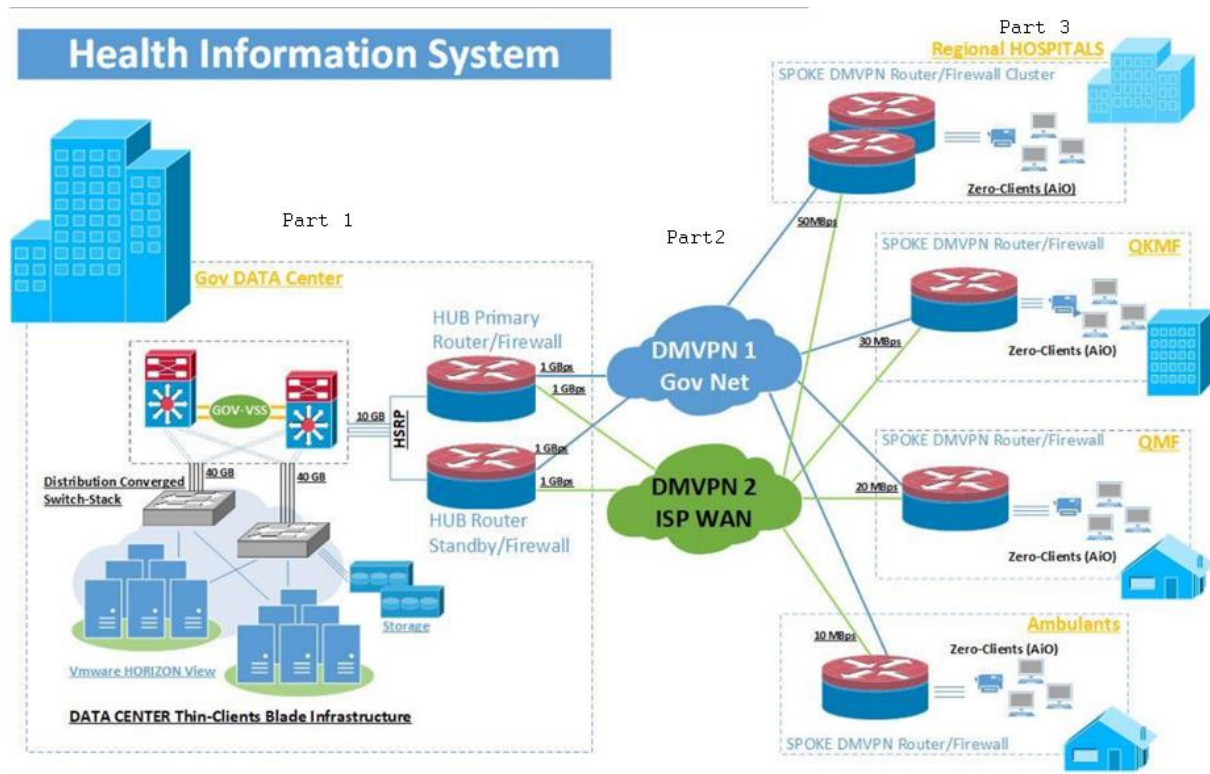 Health Information System
Part 1
Gov DATA Center
HUB Primary
Router/Firewall
1 GBps
1 GBps
GOV-VSS
10 GB
HSRP
1 GBps
1 GBps
40 GB
40 GB
Distribution Converged
Switch-Stack
HUB Router
Standby/Firewall
Storage
Vmware HORIZON View
DATA CENTER Thin-Clients Blade Infrastructure
Part2
DMVPN 1
Gov Net
DMVPN 2
ISP WAN
Part 3
Regional HOSPITALS
SPOKE DMVPN Router/Firewall Cluster
Zero-Clients (AiO)
50MBps
SPOKE DMVPN Router/Firewall
QKMF
30 MBps
Zero-Clients (AiO)
SPOKE DMVPN Router/Firewall
QMF
20 MBps
Zero-Clients (AiO)
Ambulants
10 MBps
Zero-Clients (AiO)
SPOKE DMVPN Router/Firewall